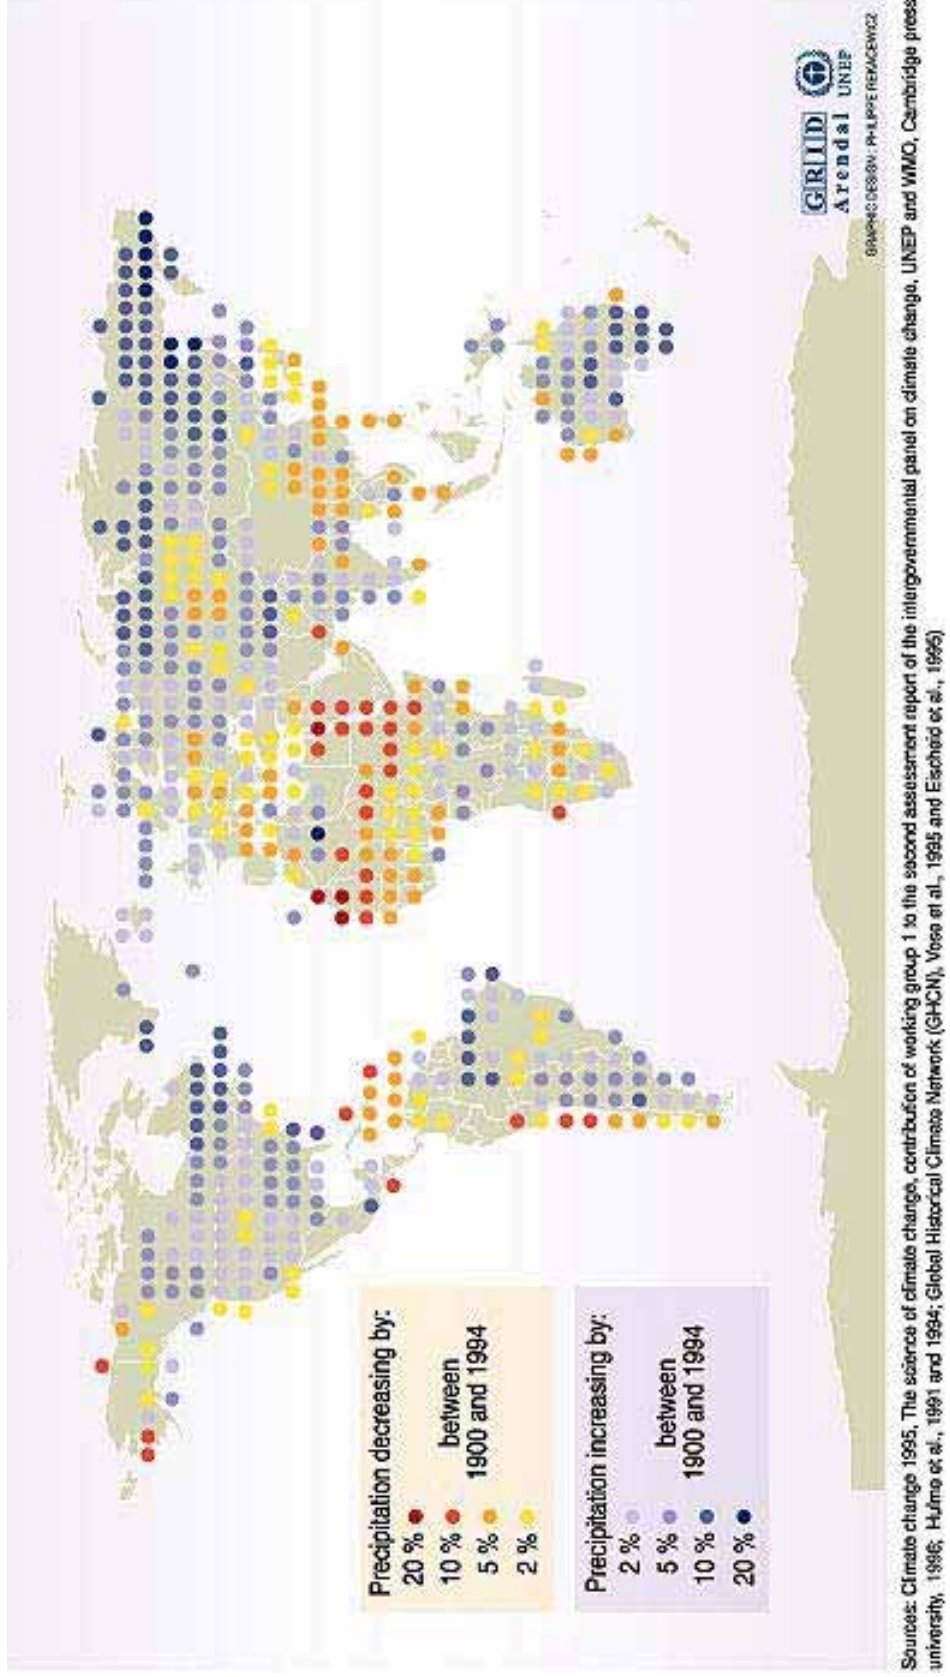 Precipitation decreasing by:
20 %
10 %
5 %
2 %
between
1900 and 1994
Precipitation increasing by:
2 %
5 %
10 %
20 %
between
1900 and 1994
GRID
Arendal UNEP
GRAPHIC DESIGN : PHILIPPE REKACEWICZ
Sources: Climate change 1995, The science of climate change, contribution of working group 1 to the second assessment report of the intergovernmental panel on climate change, UNEP and WMO, Cambridge press
university, 1996; Hulme et al., 1991 and 1994; Global Historical Climate Network (GHCN), Vose et al., 1995 and Eischeid et al., 1995)